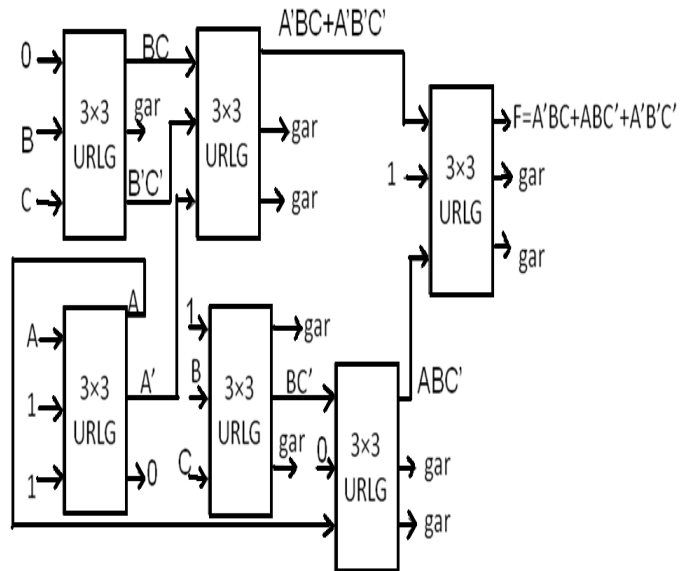 0
BC
gar
B
3×3
URLG
C
B'C'
3×3
URLG
A'BC+A'B'C'
gar
gar
1
3×3
URLG
F=A'BC+ABC'+A'B'C'
gar
gar
A
A
1
3×3
URLG
A'
1
0
1
gar
B
3×3
URLG
BC'
C
gar
0
3×3
URLG
ABC'
gar
gar